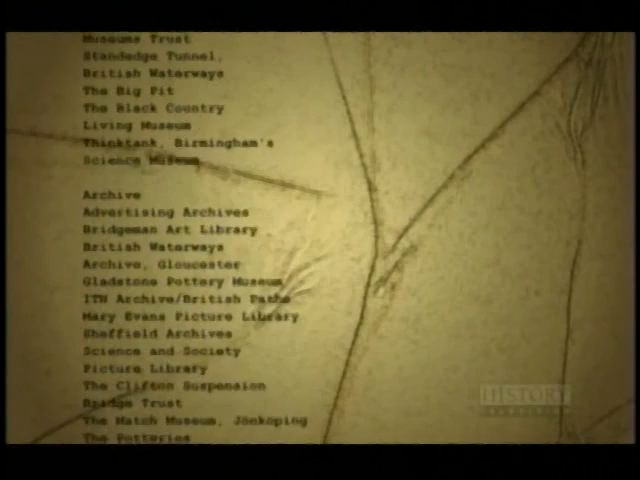 Museums Trust
Standedge Tunnel,
British Waterways
The Big Pit
The Black Country
Living Museum
Thinktank, Birmingham's
Science Museum
Archive
Advertising Archives
Bridgeman Art Library
British Waterways
Archive, Gloucester
Gladstone Pottery Museum
ITN Archive/British Pathe
Mary Evans Picture Library
Sheffield Archives
Science and Society
Picture Library
The Clifton Suspension
Bridge Trust
The Match Museum, Jönköping
The Potteries
HISTORY